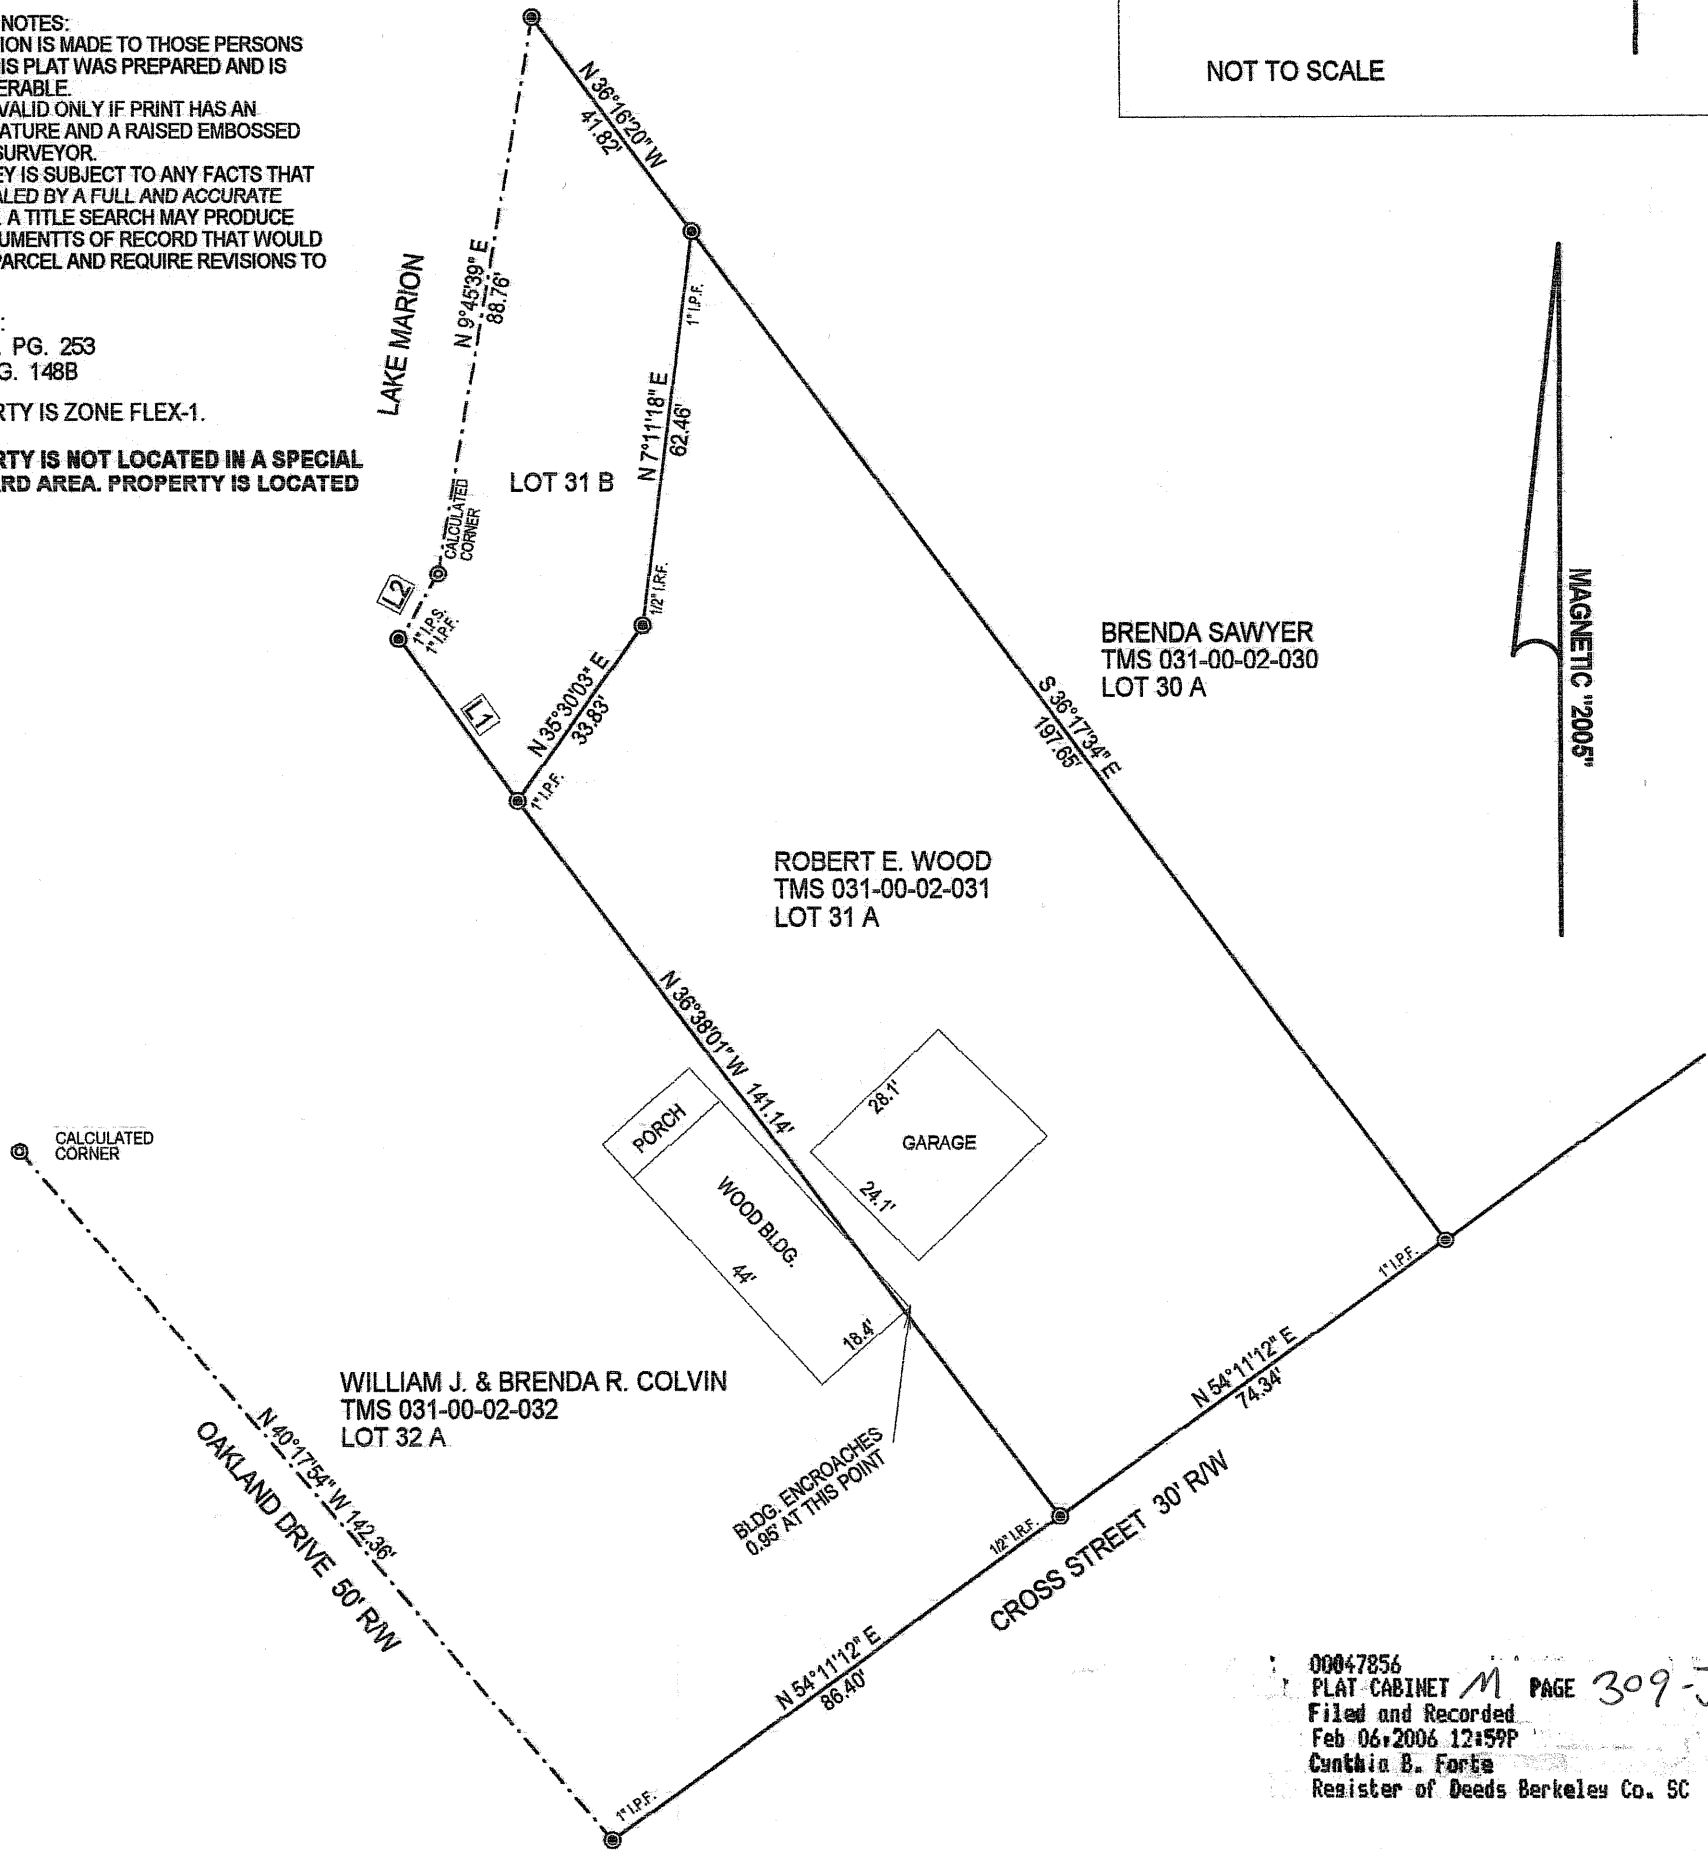 NOTES:
ION IS MADE TO THOSE PERSONS
IS PLAT WAS PREPARED AND IS
ERABLE.
VALID ONLY IF PRINT HAS AN
ATURE AND A RAISED EMBOSSED
SURVEYOR.
EY IS SUBJECT TO ANY FACTS THAT
ALED BY A FULL AND ACCURATE
. A TITLE SEARCH MAY PRODUCE
UMENTTS OF RECORD THAT WOULD
PARCEL AND REQUIRE REVISIONS TO
:
. PG. 253
G. 148B
RTY IS ZONE FLEX-1.
RTY IS NOT LOCATED IN A SPECIAL
RD AREA. PROPERTY IS LOCATED
NOT TO SCALE
N 36°16'20" W
41.82'
LAKE MARION
N 9°45'39" E
88.76'
1" I.P.F.
N 7°11'18" E
62.46'
LOT 31 B
CALCULATED
CORNER
L2
1" I.P.S.
1" I.P.F.
1/2" I.R.F.
L1
N 35°30'03" E
33.83'
1" I.P.F.
BRENDA SAWYER
TMS 031-00-02-030
LOT 30 A
S 36°17'34" E
197.65'
MAGNETIC "2005"
ROBERT E. WOOD
TMS 031-00-02-031
LOT 31 A
N 36°38'01" W 141.14'
28.1'
GARAGE
24.1'
PORCH
WOOD BLDG.
44'
18.4'
CALCULATED
CORNER
1" I.P.F.
N 54°11'12" E
74.34'
WILLIAM J. & BRENDA R. COLVIN
TMS 031-00-02-032
LOT 32 A
N 40°17'54" W 142.36'
OAKLAND DRIVE 50' R/W
BLDG. ENCROACHES
0.95' AT THIS POINT
1/2" I.R.F.
CROSS STREET 30' R/W
N 54°11'12" E
86.40'
1" I.P.F.
00047856
PLAT CABINET M PAGE 309-J
Filed and Recorded
Feb 06,2006 12:59P
Cynthia B. Forte
Register of Deeds Berkeley Co. SC